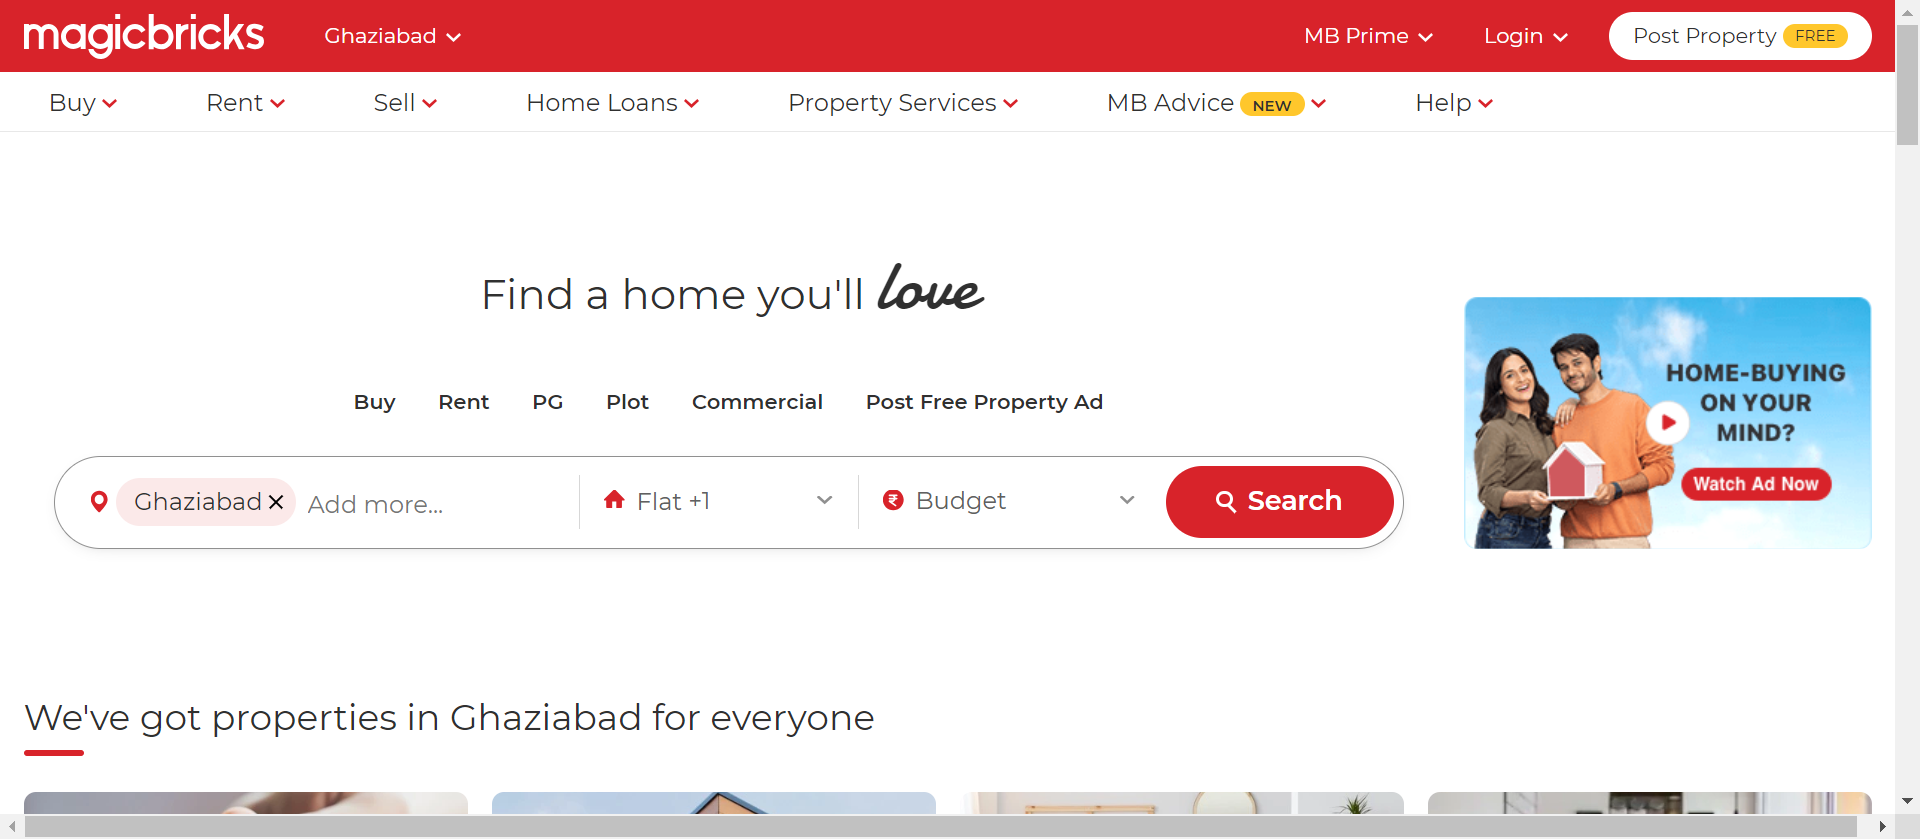 magicbricks Ghaziabad MB Prime Login Post Property FREE
Buy Rent Sell Home Loans Property Services MB Advice NEW Help
Find a home you'll love
Buy Rent PG Plot Commercial Post Free Property Ad
Ghaziabad Add more... Flat +1 Budget Search
HOME-BUYING
ON YOUR
MIND?
Watch Ad Now
We've got properties in Ghaziabad for everyone